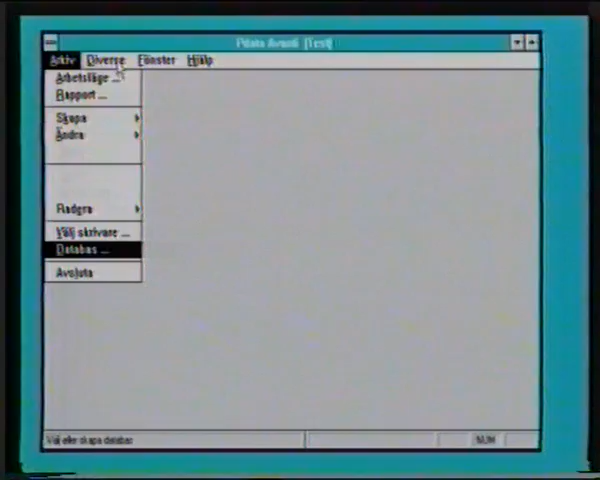 Pdata Avanti [Test]
Arkiv Diverse Fönster Hjälp
Arbetsläge ...
Rapport ...
Skapa
Ändra
Radera
Välj skrivare ...
Databas ...
Avsluta
Välj eller skapa databas
NUM